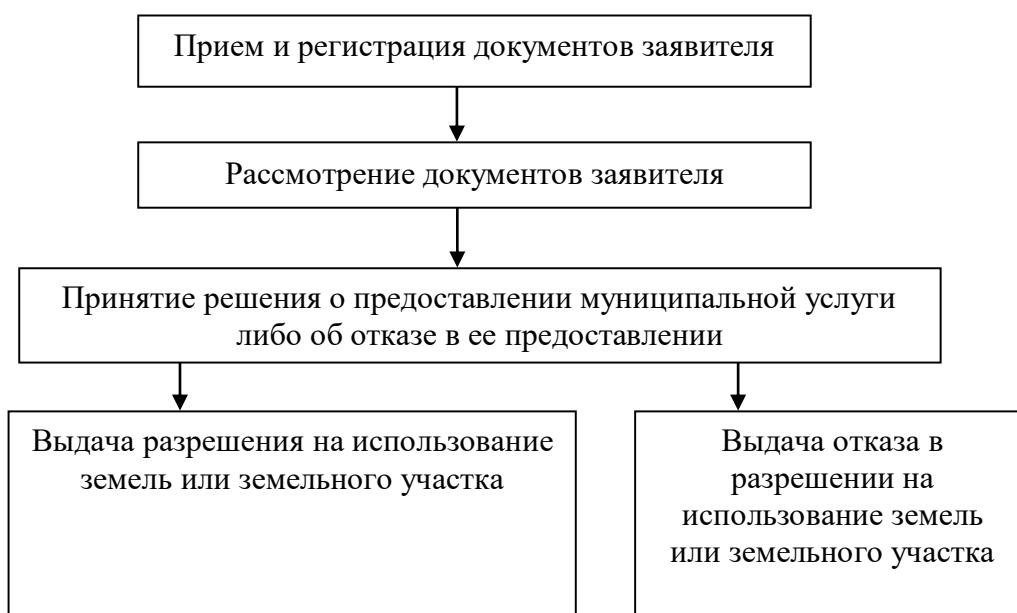 Прием и регистрация документов заявителя
Рассмотрение документов заявителя
Принятие решения о предоставлении муниципальной услуги
либо об отказе в ее предоставлении
Выдача разрешения на использование
земель или земельного участка
Выдача отказа в
разрешении на
использование земель
или земельного участка